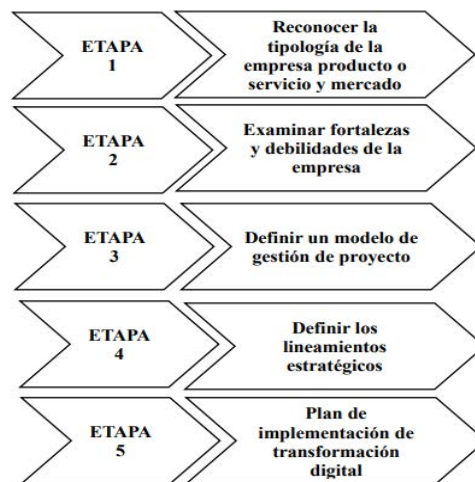 ETAPA
1
Reconocer la
tipología de la
empresa producto o
servicio y mercado
ETAPA
2
Examinar fortalezas
y debilidades de la
empresa
ETAPA
3
Definir un modelo de
gestión de proyecto
ETAPA
4
Definir los
lineamientos
estratégicos
ETAPA
5
Plan de
implementación de
transformación
digital